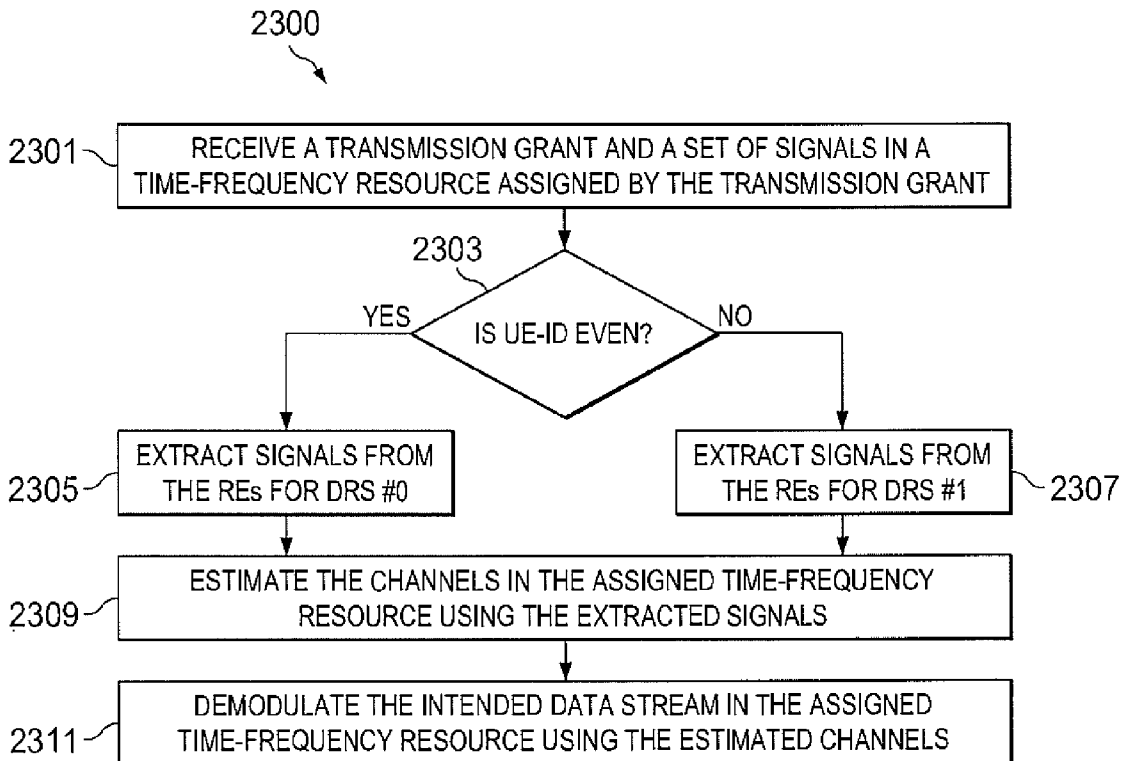 2300
2301
RECEIVE A TRANSMISSION GRANT AND A SET OF SIGNALS IN A
TIME-FREQUENCY RESOURCE ASSIGNED BY THE TRANSMISSION GRANT
2303
YES
IS UE-ID EVEN?
NO
2305
EXTRACT SIGNALS FROM
THE REs FOR DRS #0
EXTRACT SIGNALS FROM
THE REs FOR DRS #1
2307
2309
ESTIMATE THE CHANNELS IN THE ASSIGNED TIME-FREQUENCY
RESOURCE USING THE EXTRACTED SIGNALS
2311
DEMODULATE THE INTENDED DATA STREAM IN THE ASSIGNED
TIME-FREQUENCY RESOURCE USING THE ESTIMATED CHANNELS